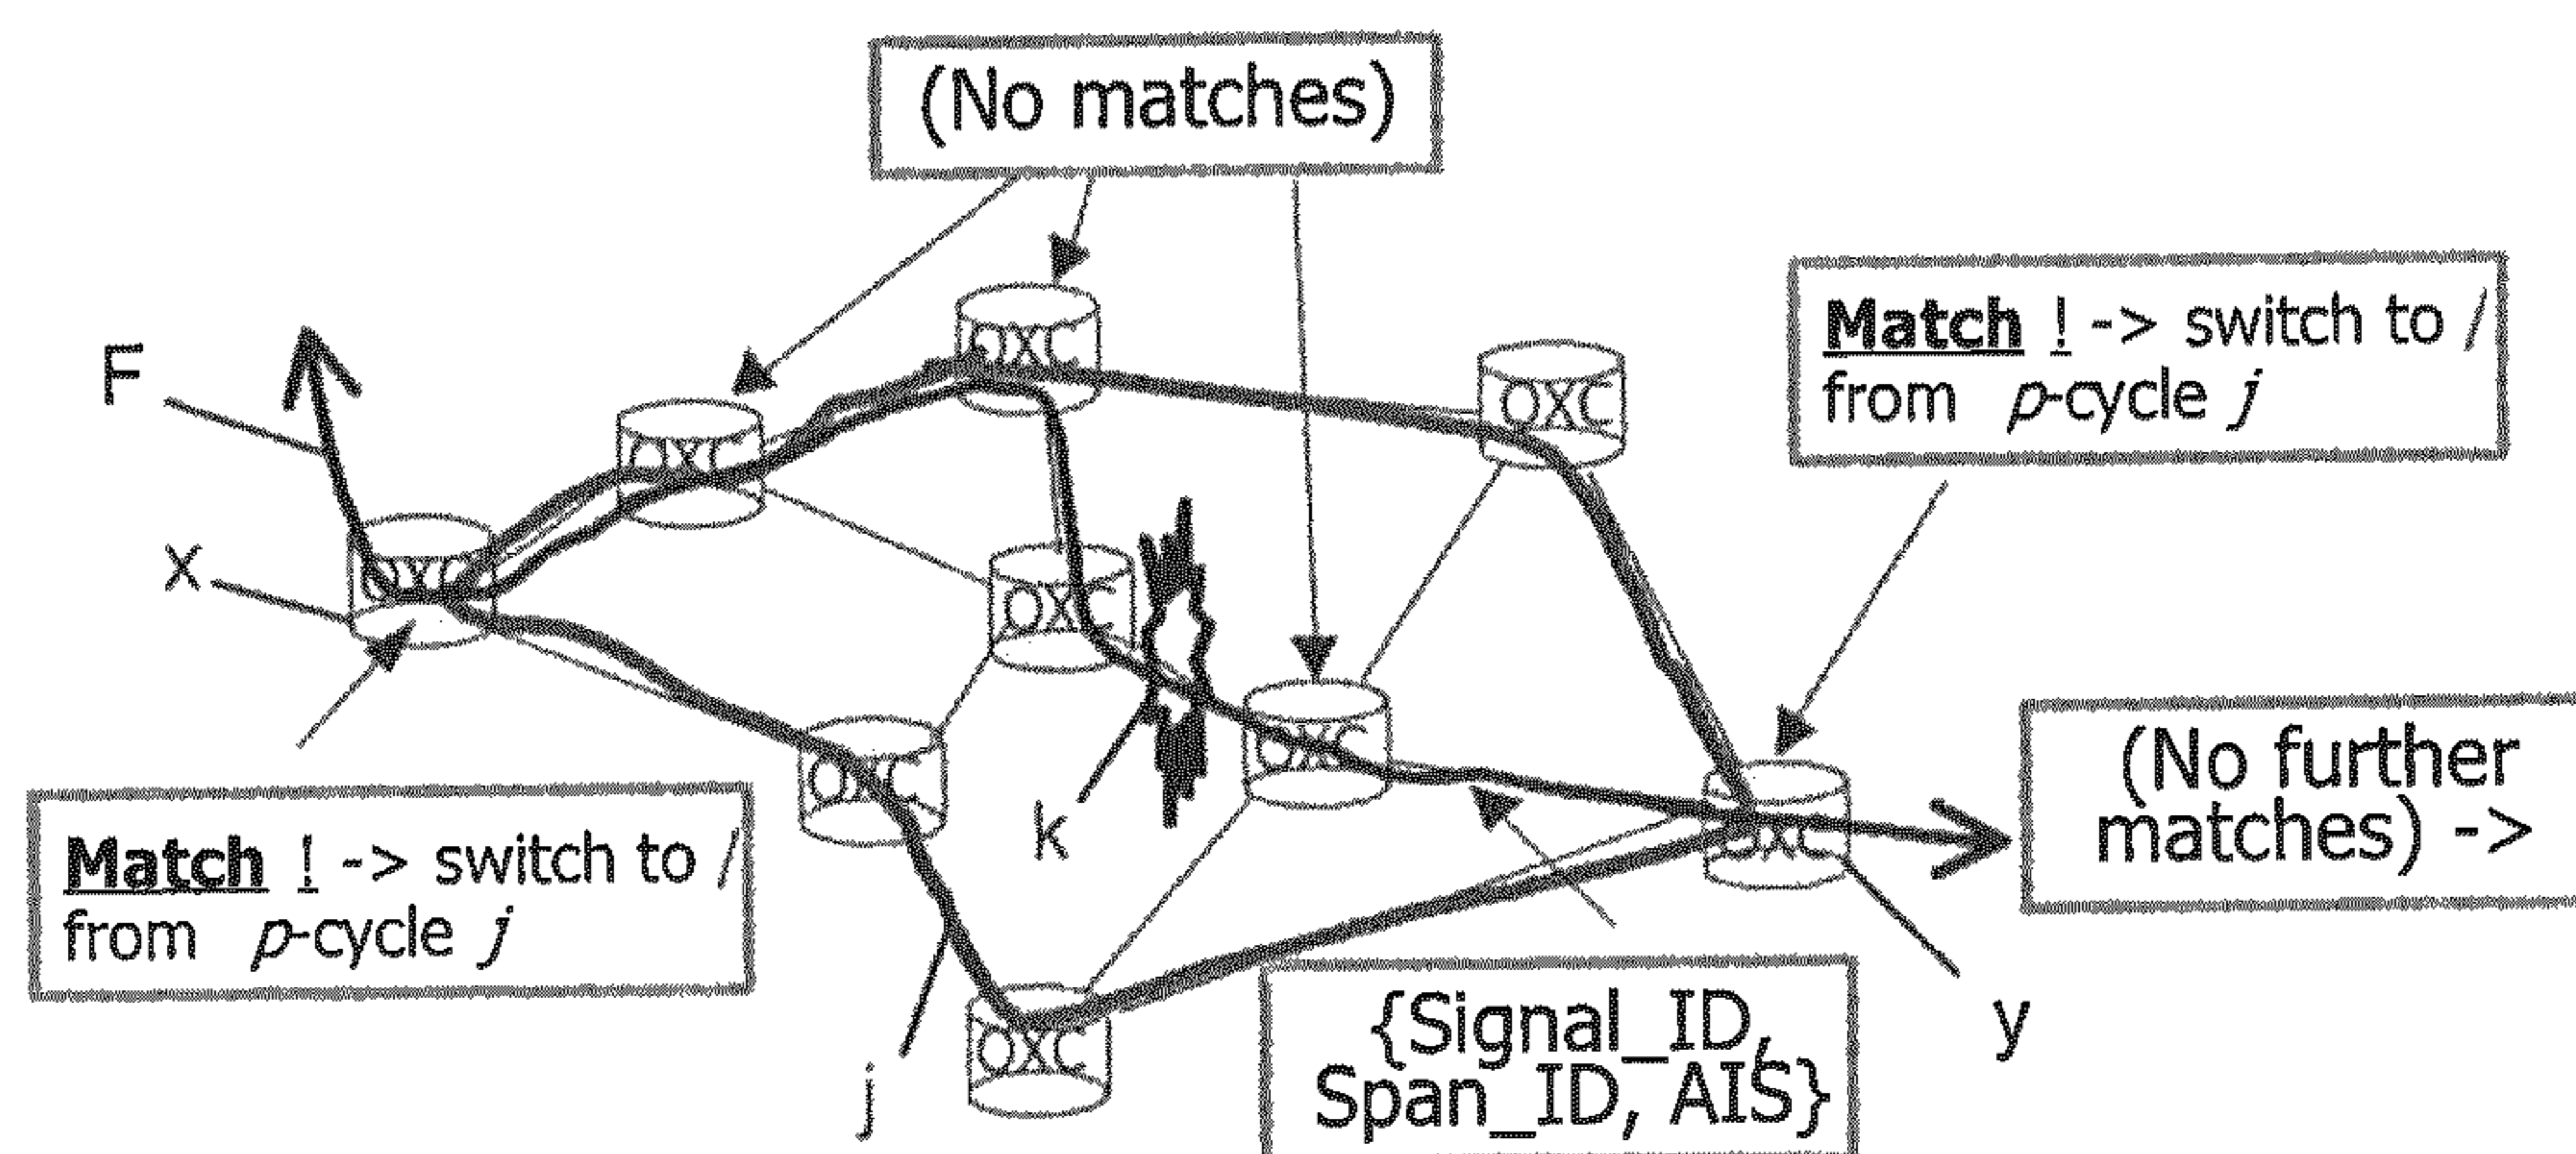 (No matches)
Match ! -> switch to /
from p-cycle j
F
OXC
OXC
OXC
x
OXC
OXC
OXC
OXC
(No further
matches) ->
k
OXC
Match ! -> switch to /
from p-cycle j
{Signal_ID,
Span_ID, AIS}
y
OXC
j